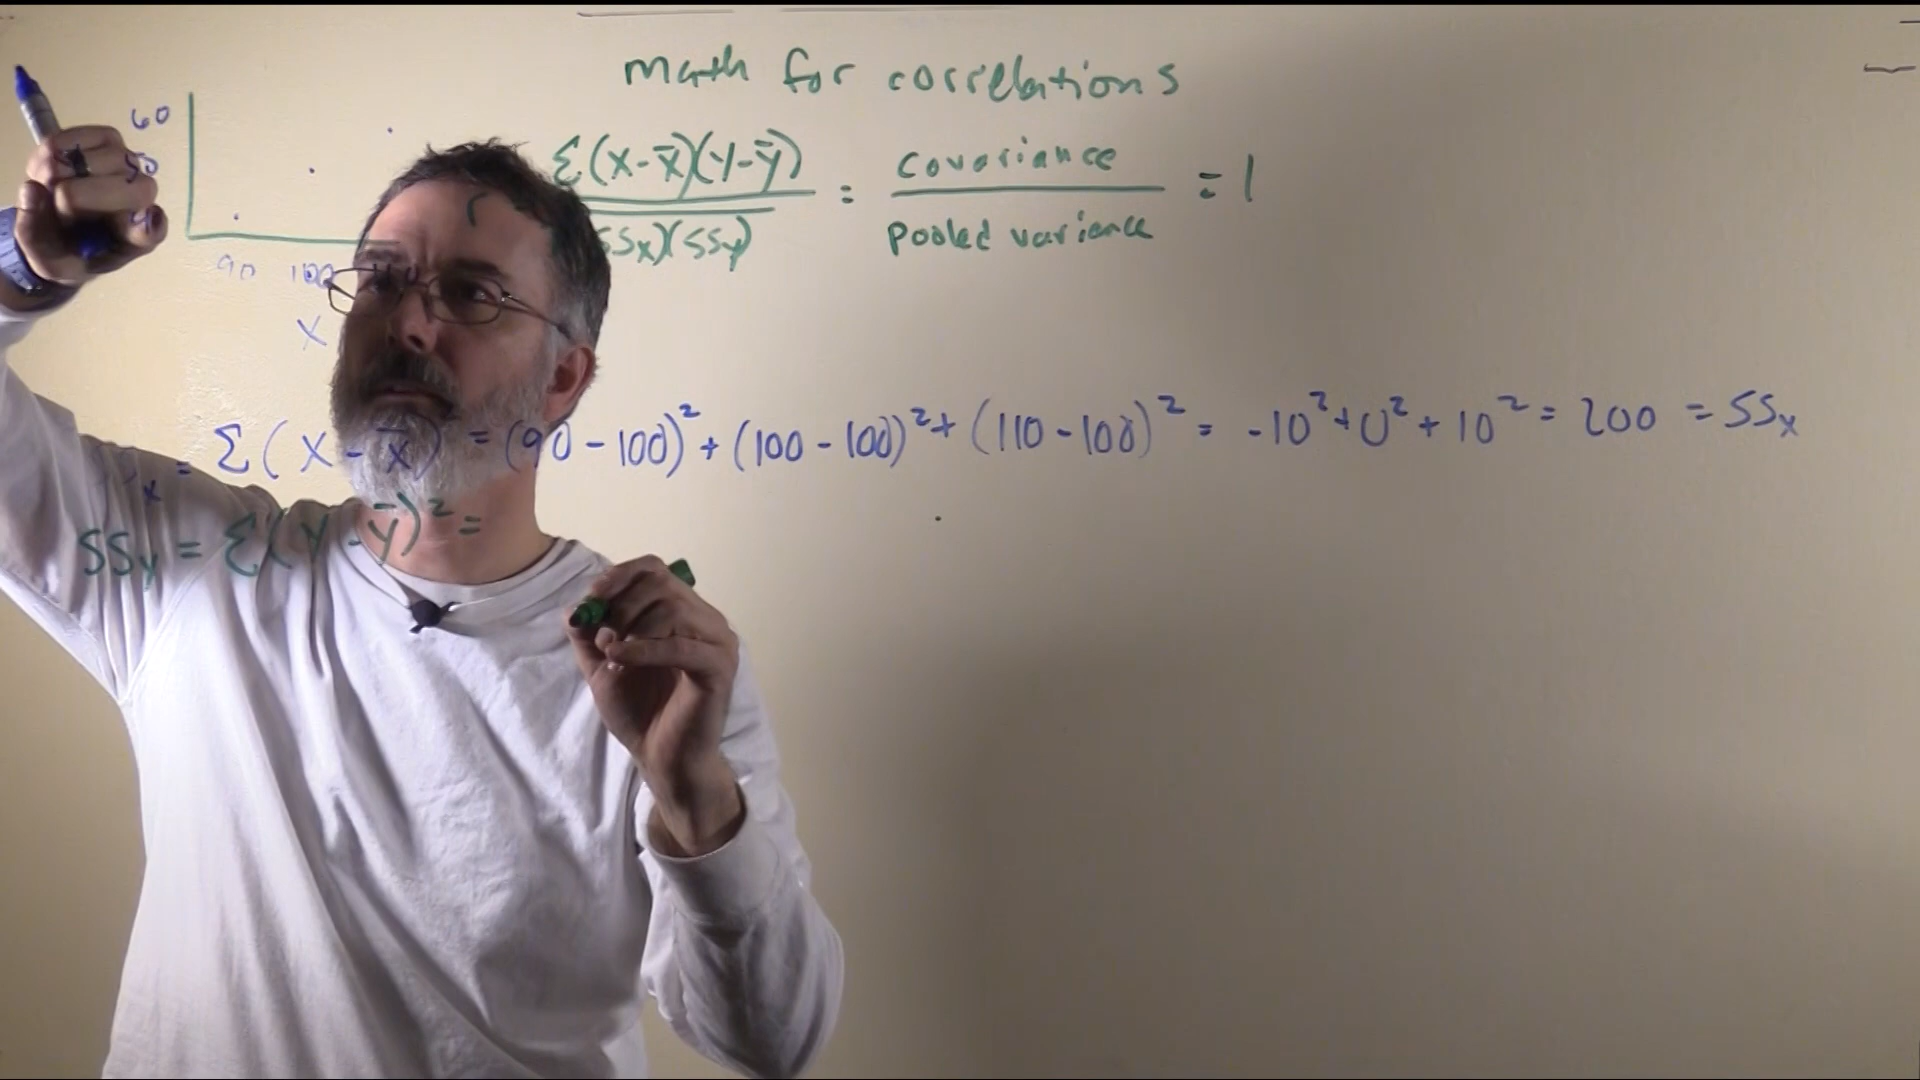 math for correlations
60
50
Σ(X-X̄)(Y-Ȳ) = covariance = 1
SSx)(SSy) pooled variance
90 100 110
X
= Σ(X-X̄) = (90-100)² + (100-100)² + (110-100)² = -10² + 0² + 10² = 200 = SSx
SSy = Σ(Y-Ȳ)² =